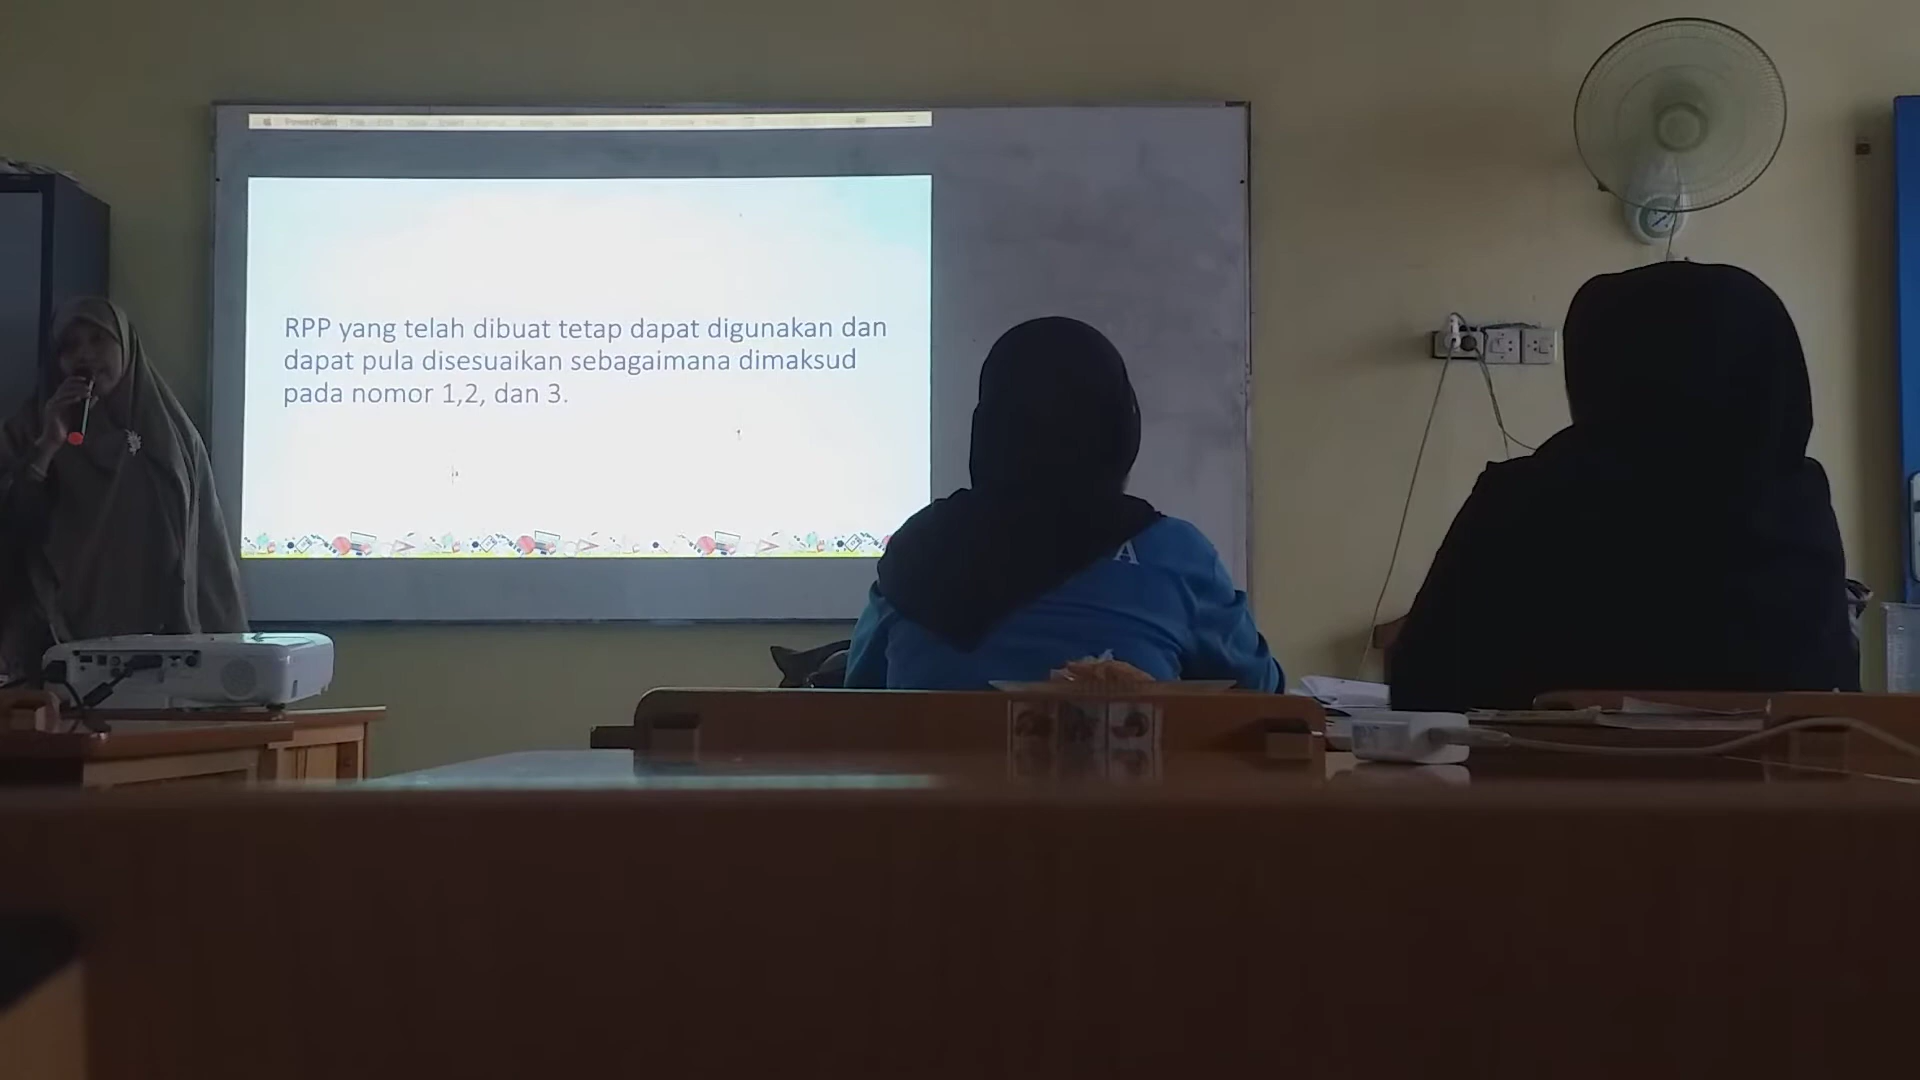 PowerPoint
RPP yang telah dibuat tetap dapat digunakan dan
dapat pula disesuaikan sebagaimana dimaksud
pada nomor 1,2, dan 3.
A